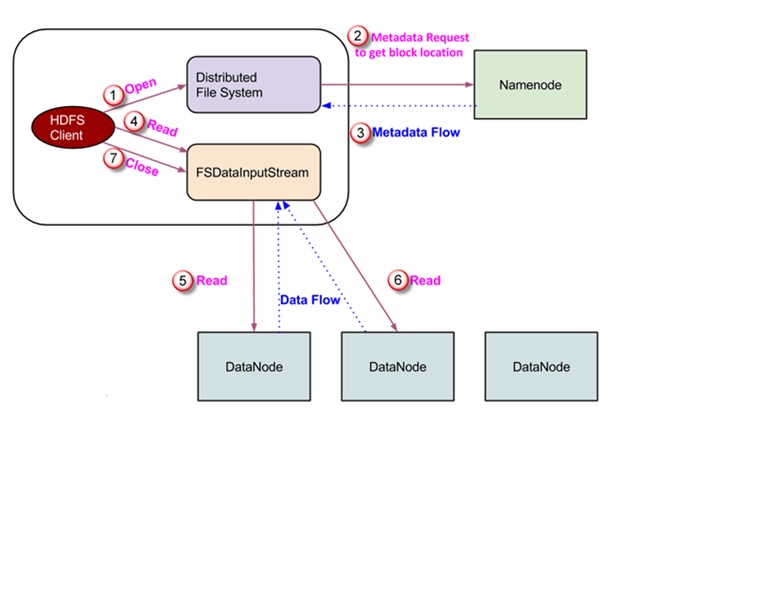 2 Metadata Request
to get block location
1 Open
Distributed
File System
Namenode
HDFS
Client
4 Read
3 Metadata Flow
7 Close
FSDataInputStream
5 Read
6 Read
Data Flow
DataNode
DataNode
DataNode